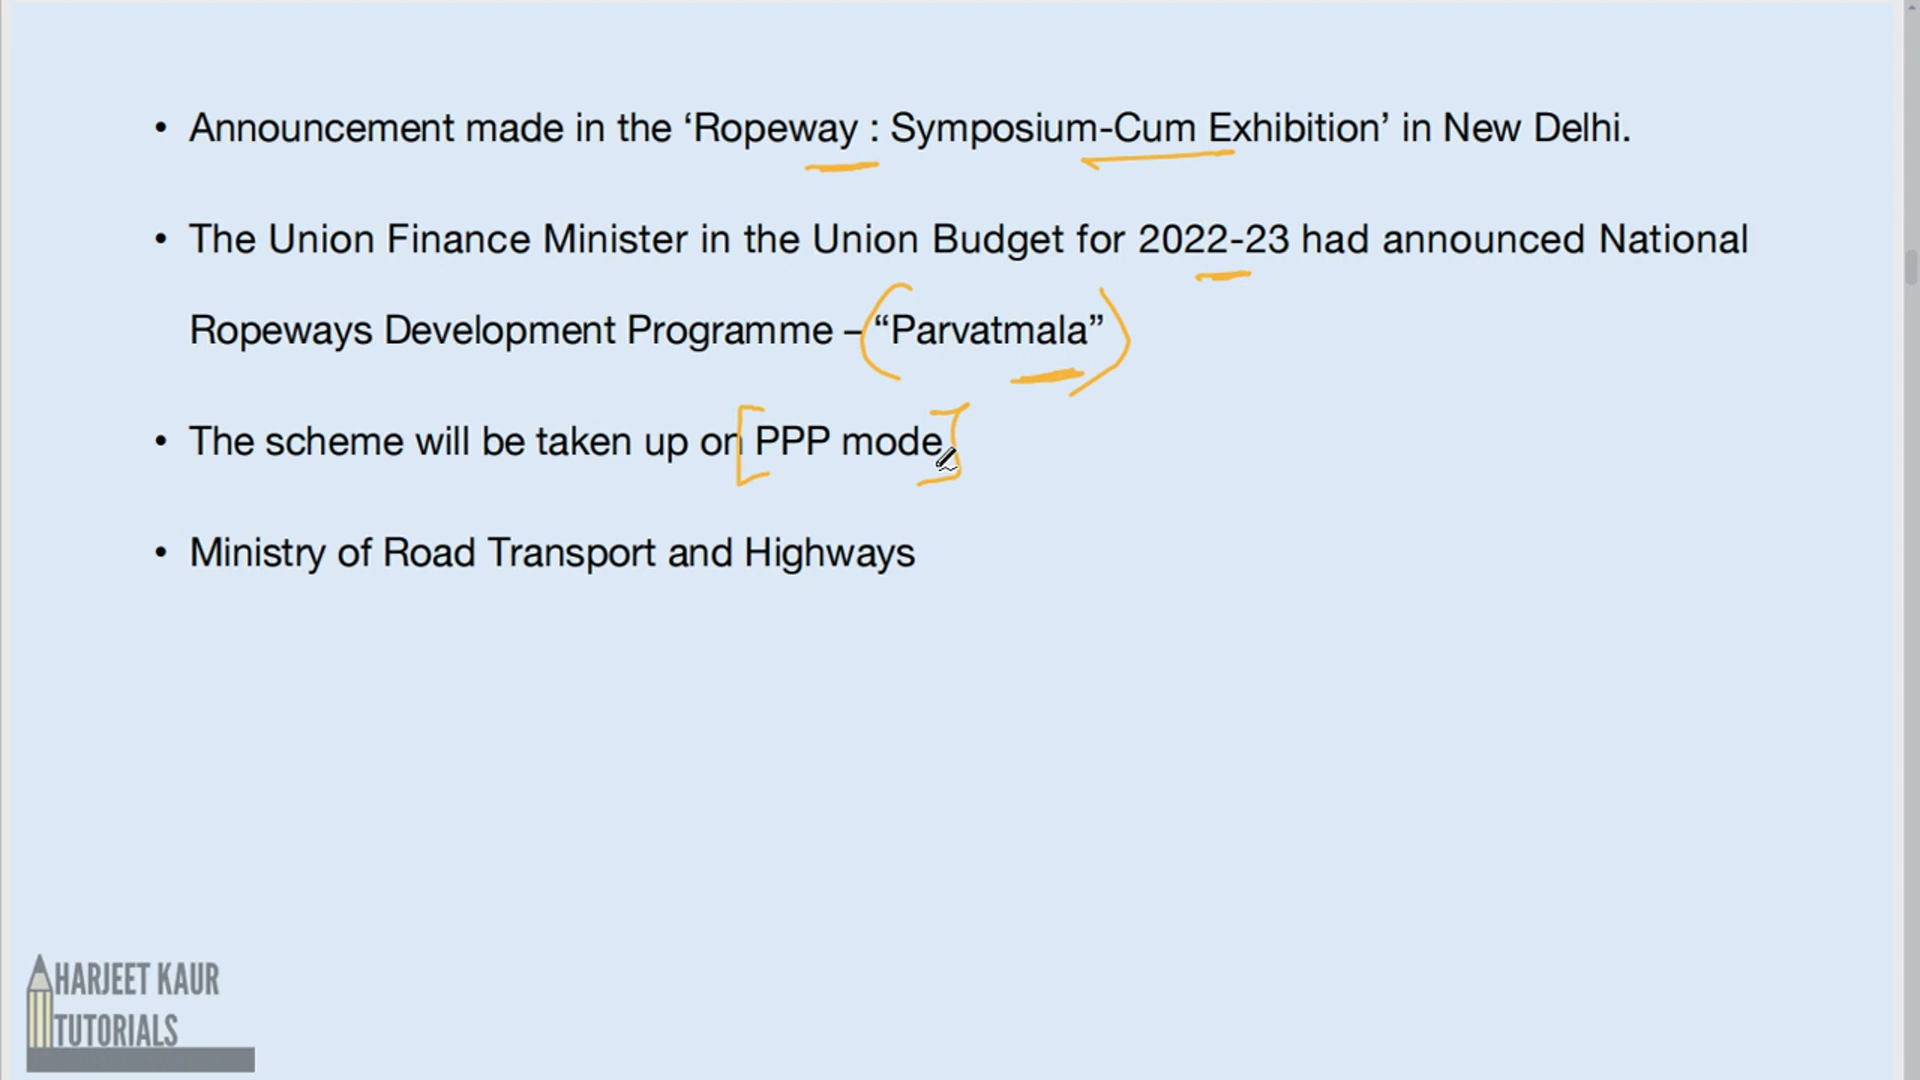 • Announcement made in the ‘Ropeway : Symposium-Cum Exhibition’ in New Delhi.
• The Union Finance Minister in the Union Budget for 2022-23 had announced National
Ropeways Development Programme – “Parvatmala”
• The scheme will be taken up on PPP mode.
• Ministry of Road Transport and Highways
HARJEET KAUR
TUTORIALS